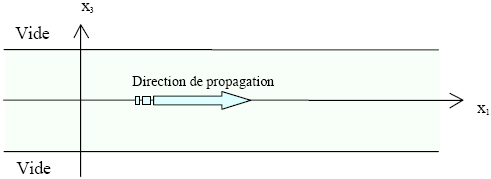 x3
Vide
Direction de propagation
x1
Vide